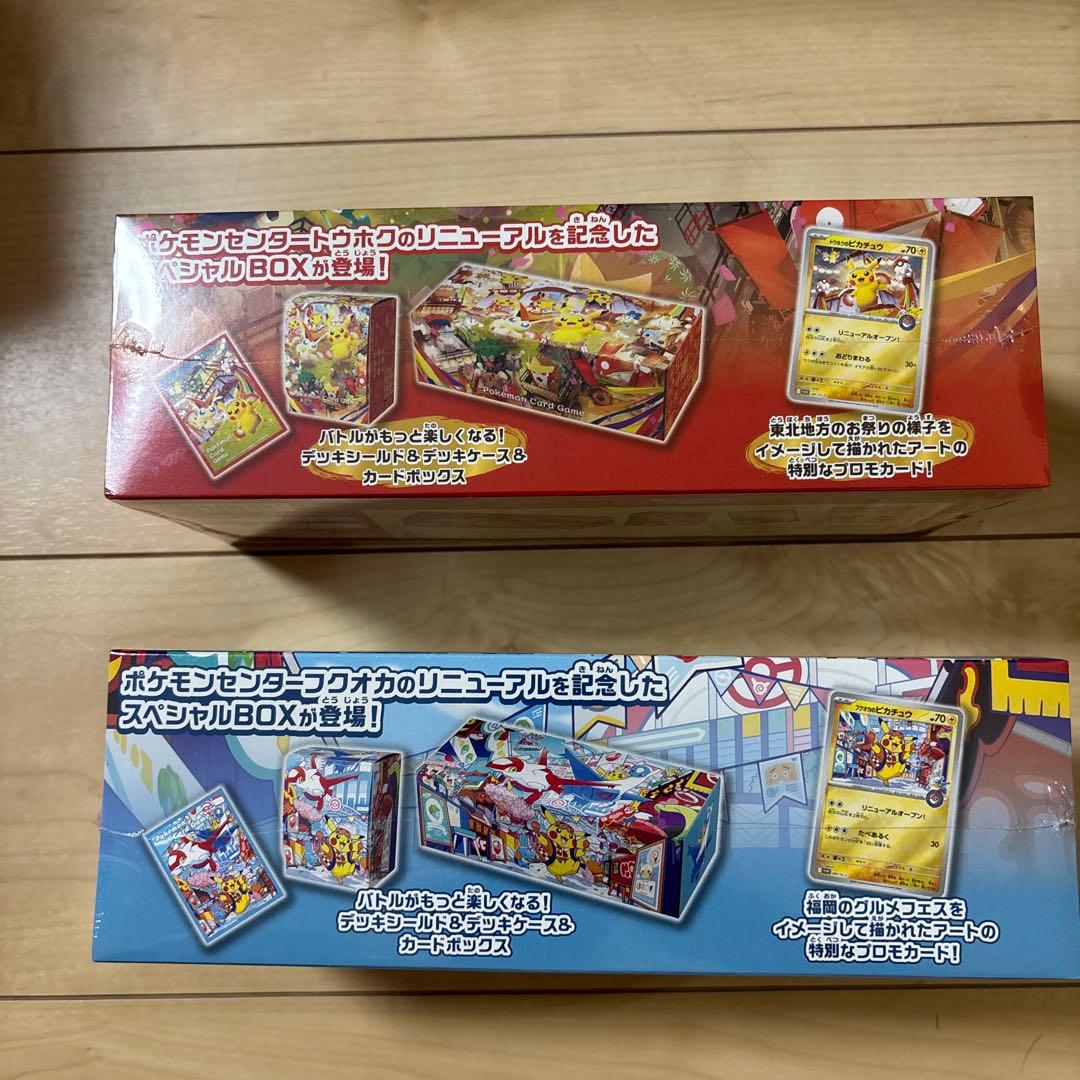 ポケモンセンタートウホクのリニューアルを記念した
スペシャルBOXが登場!
トウホクのピカチュウ
HP70
リニューアルオープン!
おどりまわる
30+
Pokémon
Card
Game
Pokémon Card Game
Pokémon Card Game
バトルがもっと楽しくなる!
デッキシールド&デッキケース&
カードボックス
東北地方のお祭りの様子を
イメージして描かれたアートの
特別なプロモカード!
ポケモンセンターフクオカのリニューアルを記念した
スペシャルBOXが登場!
フクオカのピカチュウ
HP70
リニューアルオープン!
たべあるく
30
バトルがもっと楽しくなる!
デッキシールド&デッキケース&
カードボックス
福岡のグルメフェスを
イメージして描かれたアートの
特別なプロモカード!